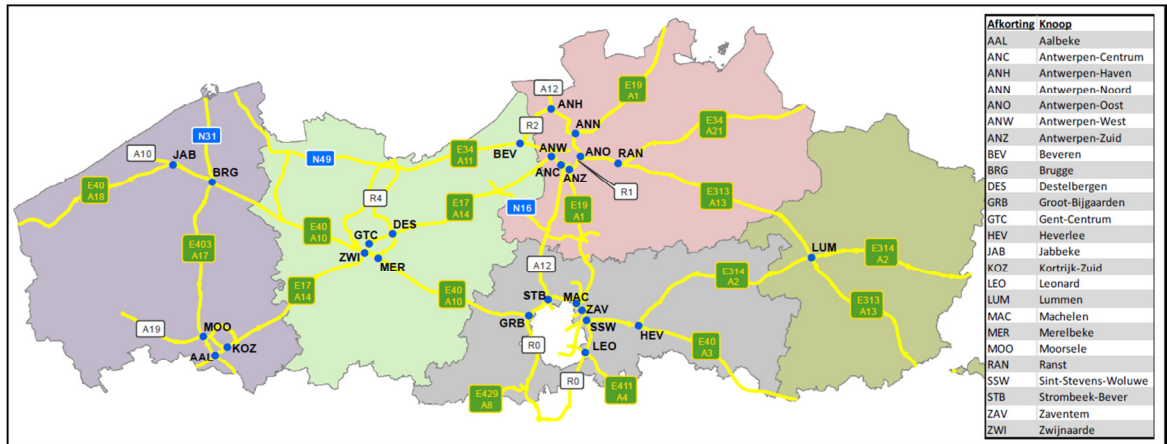 A12
ANH
E19
A1
ANN
R2
E34
A21
N31
A10
JAB
N49
E34
A11
BEV
ANW
ANO
RAN
ANC
ANZ
R1
BRG
E40
A18
R4
E17
A14
N16
E19
A1
E313
A13
DES
GTC
ZWI
MER
E40
A10
E403
A17
LUM
E314
A2
A12
E314
A2
E17
A14
E40
A10
STB
MAC
ZAV
GRB
SSW
HEV
E313
A13
A19
MOO
KOZ
AAL
R0
LEO
E40
A3
R0
E429
A8
E411
A4
Afkorting Knoop
AAL Aalbeke
ANC Antwerpen-Centrum
ANH Antwerpen-Haven
ANN Antwerpen-Noord
ANO Antwerpen-Oost
ANW Antwerpen-West
ANZ Antwerpen-Zuid
BEV Beveren
BRG Brugge
DES Destelbergen
GRB Groot-Bijgaarden
GTC Gent-Centrum
HEV Heverlee
JAB Jabbeke
KOZ Kortrijk-Zuid
LEO Leonard
LUM Lummen
MAC Machelen
MER Merelbeke
MOO Moorsele
RAN Ranst
SSW Sint-Stevens-Woluwe
STB Strombeek-Bever
ZAV Zaventem
ZWI Zwijnaarde